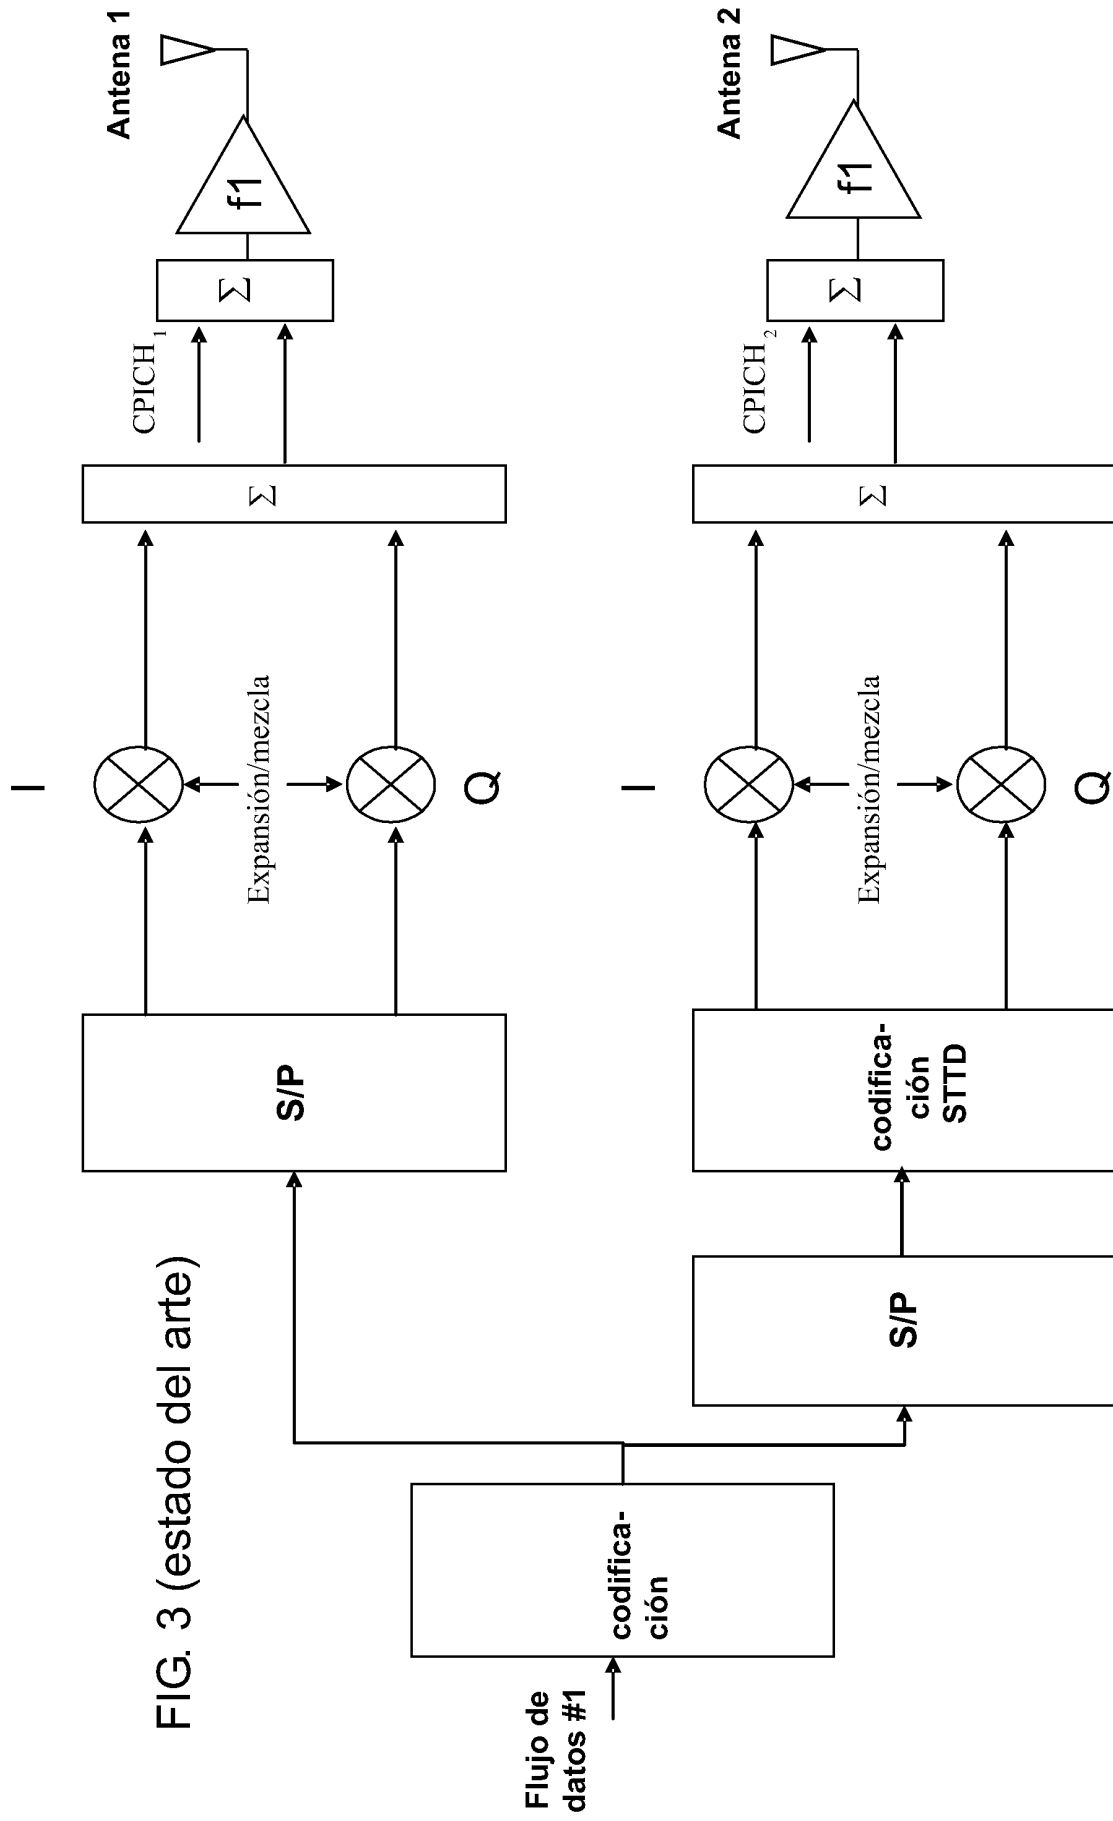 FIG. 3 (estado del arte)
Flujo de
datos #1
codifica-
ción
S/P
I
Expansión/mezcla
Q
Σ
CPICH₁
Σ
f1
Antena 1
S/P
codifica-
ción
STTD
I
Expansión/mezcla
Q
Σ
CPICH₂
Σ
f1
Antena 2